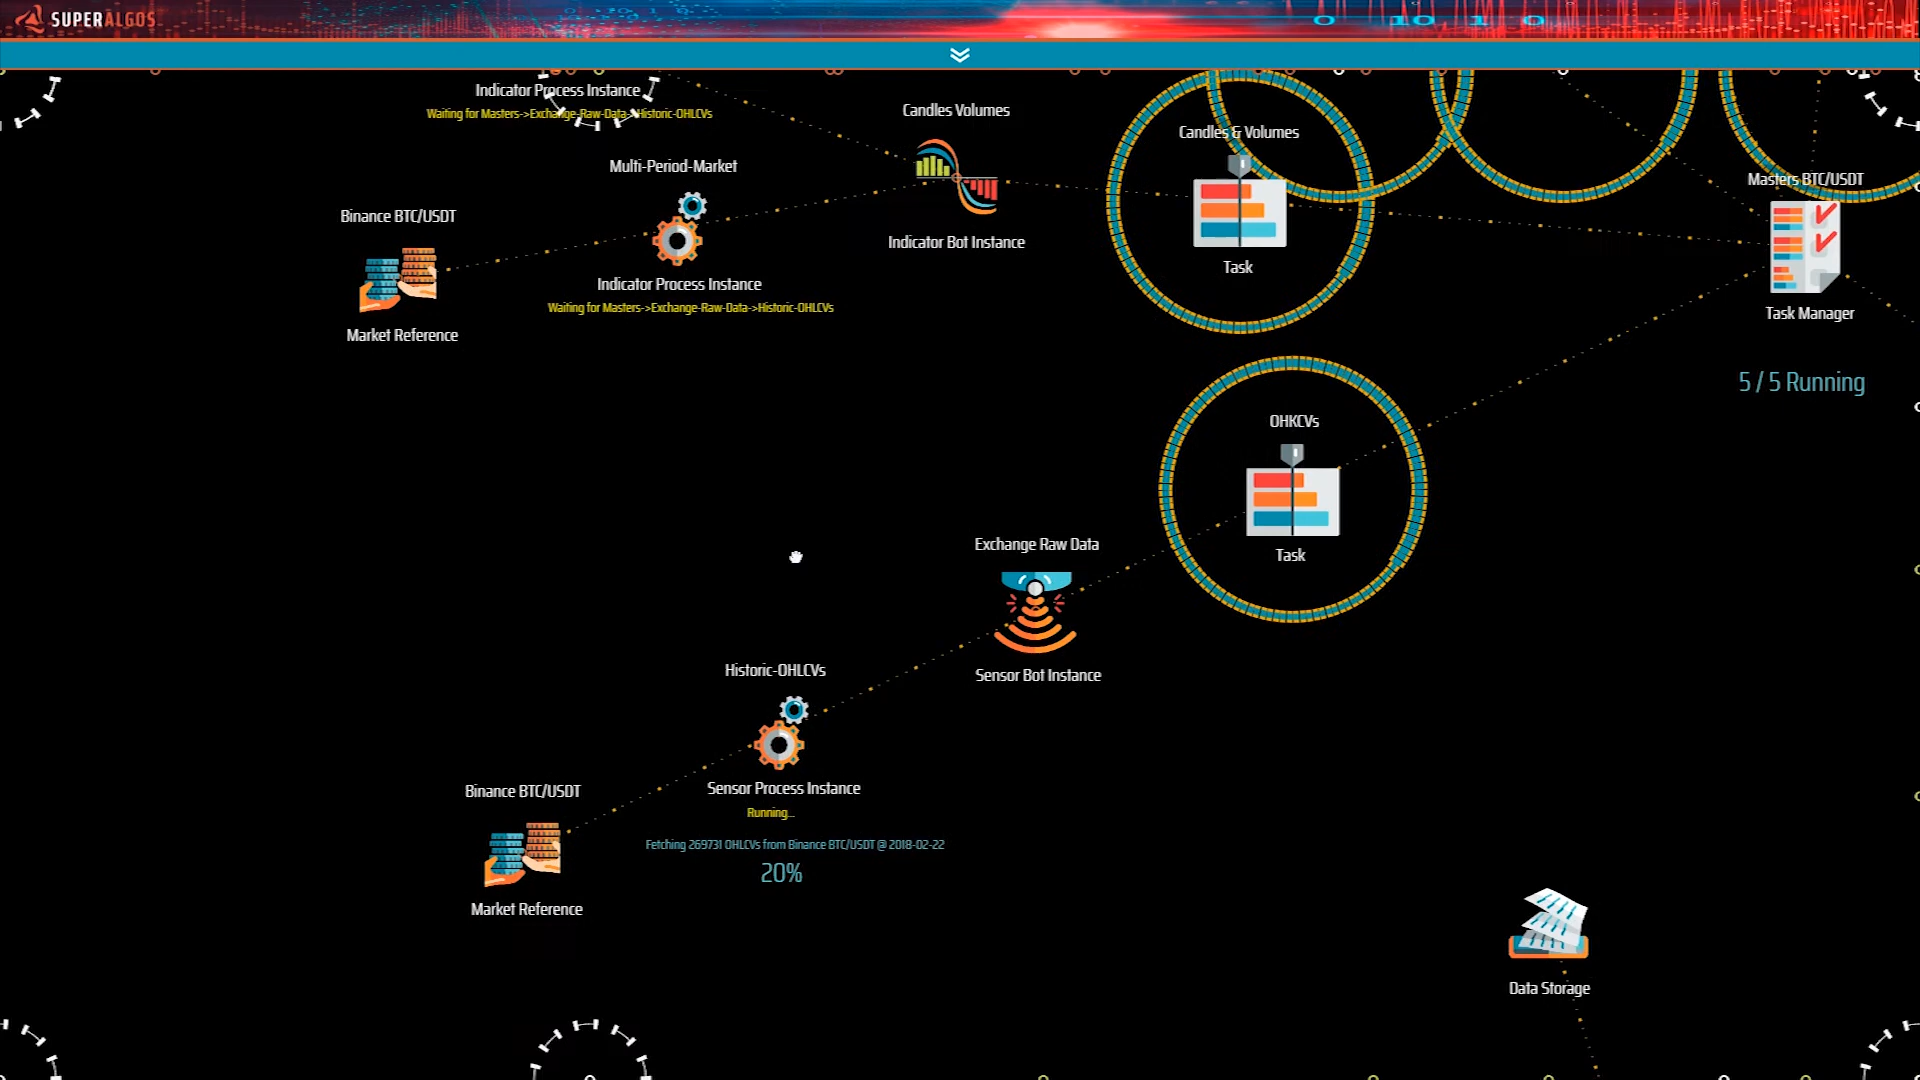 SUPERALGOS
0 10 1 0
Indicator Process Instance
Waiting for Masters->Exchange-Raw-Data->Historic-OHLCVs
Candles Volumes
Candles & Volumes
Multi-Period-Market
Masters BTC/USDT
Binance BTC/USDT
Indicator Bot Instance
Task
Indicator Process Instance
Waiting for Masters->Exchange-Raw-Data->Historic-OHLCVs
Task Manager
Market Reference
5 / 5 Running
OHKCVs
Exchange Raw Data
Task
Historic-OHLCVs
Sensor Bot Instance
Binance BTC/USDT
Sensor Process Instance
Running...
Fetching 269731 OHLCVs from Binance BTC/USDT @ 2018-02-22
20%
Market Reference
Data Storage